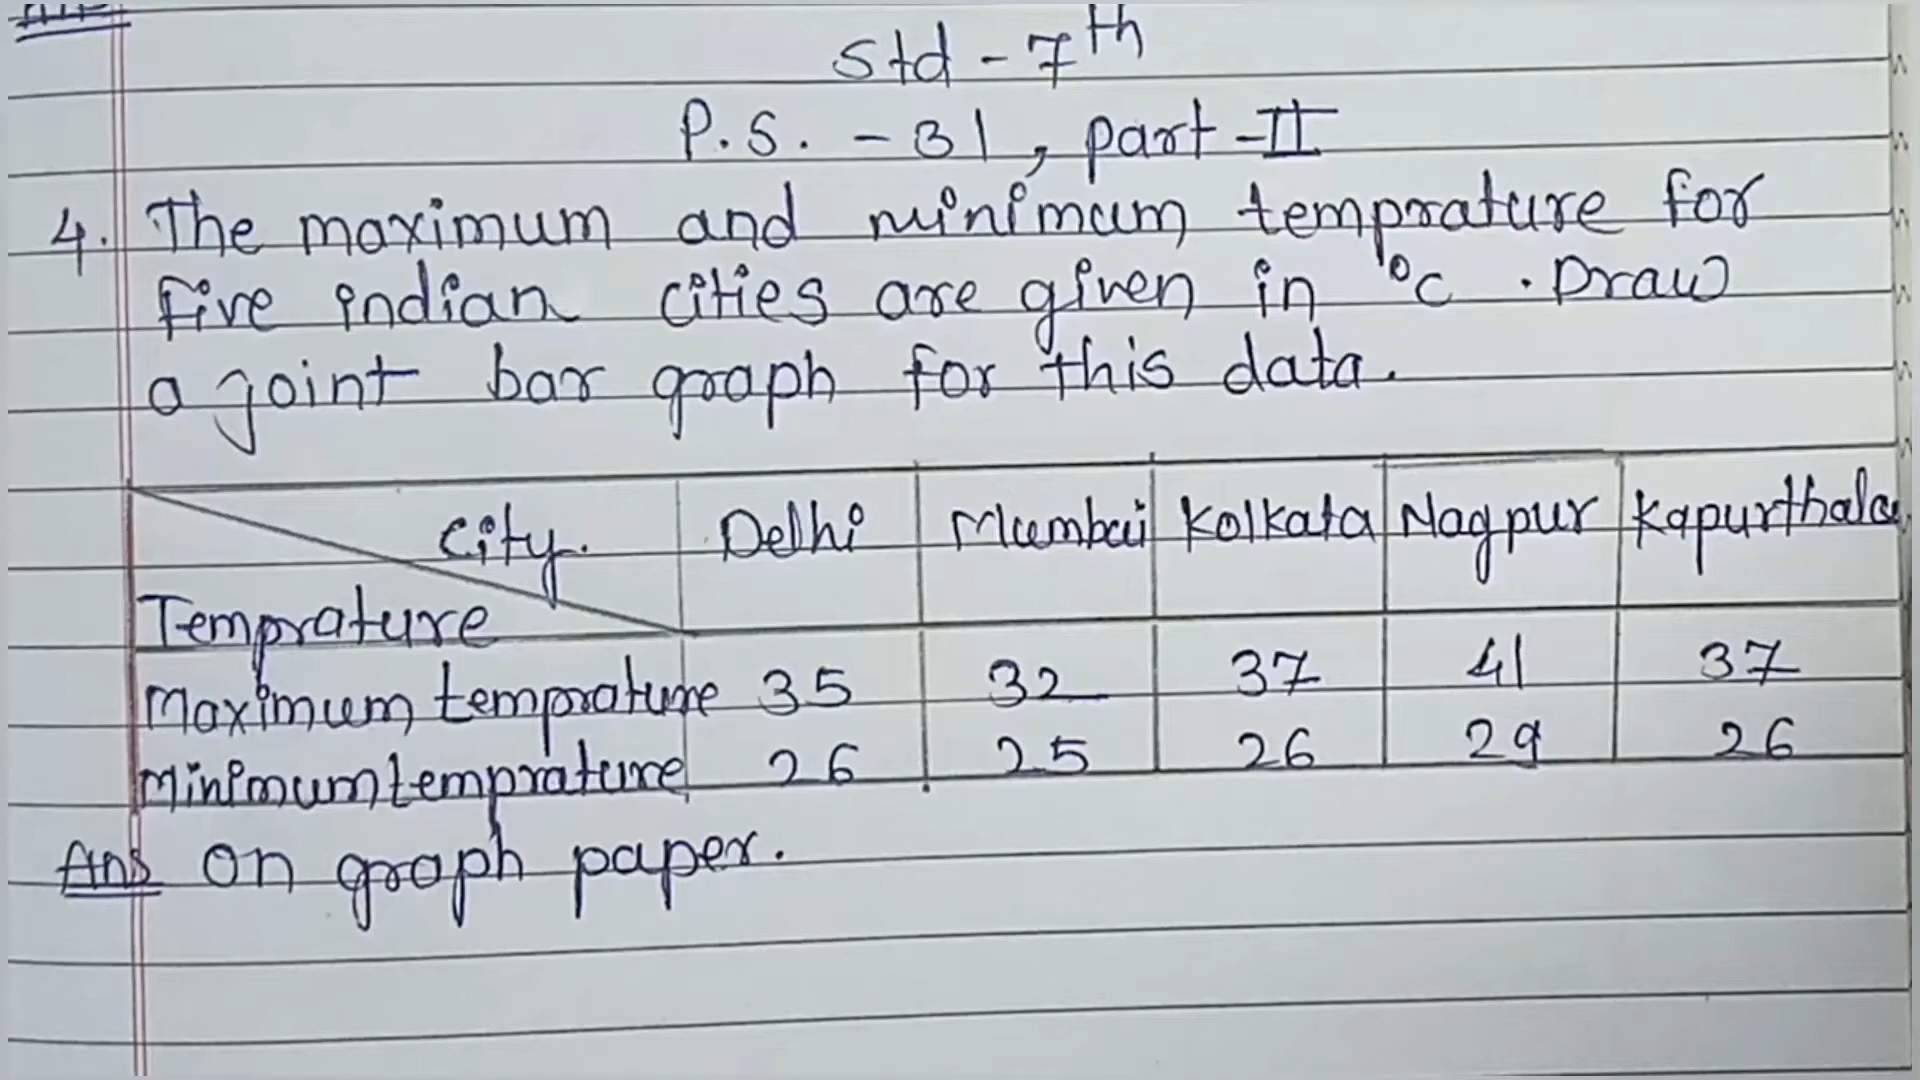 Std - 7th
P.S. - 31, part - II
4. The maximum and minimum temprature for
five indian cities are given in °c . Draw
a joint bar graph for this data.
City. Delhi Mumbai Kolkata Nagpur Kapurthala
Temprature
Maximum temprature 35 32 37 41 37
Minimum temprature 26 25 26 29 26
Ans on graph paper.